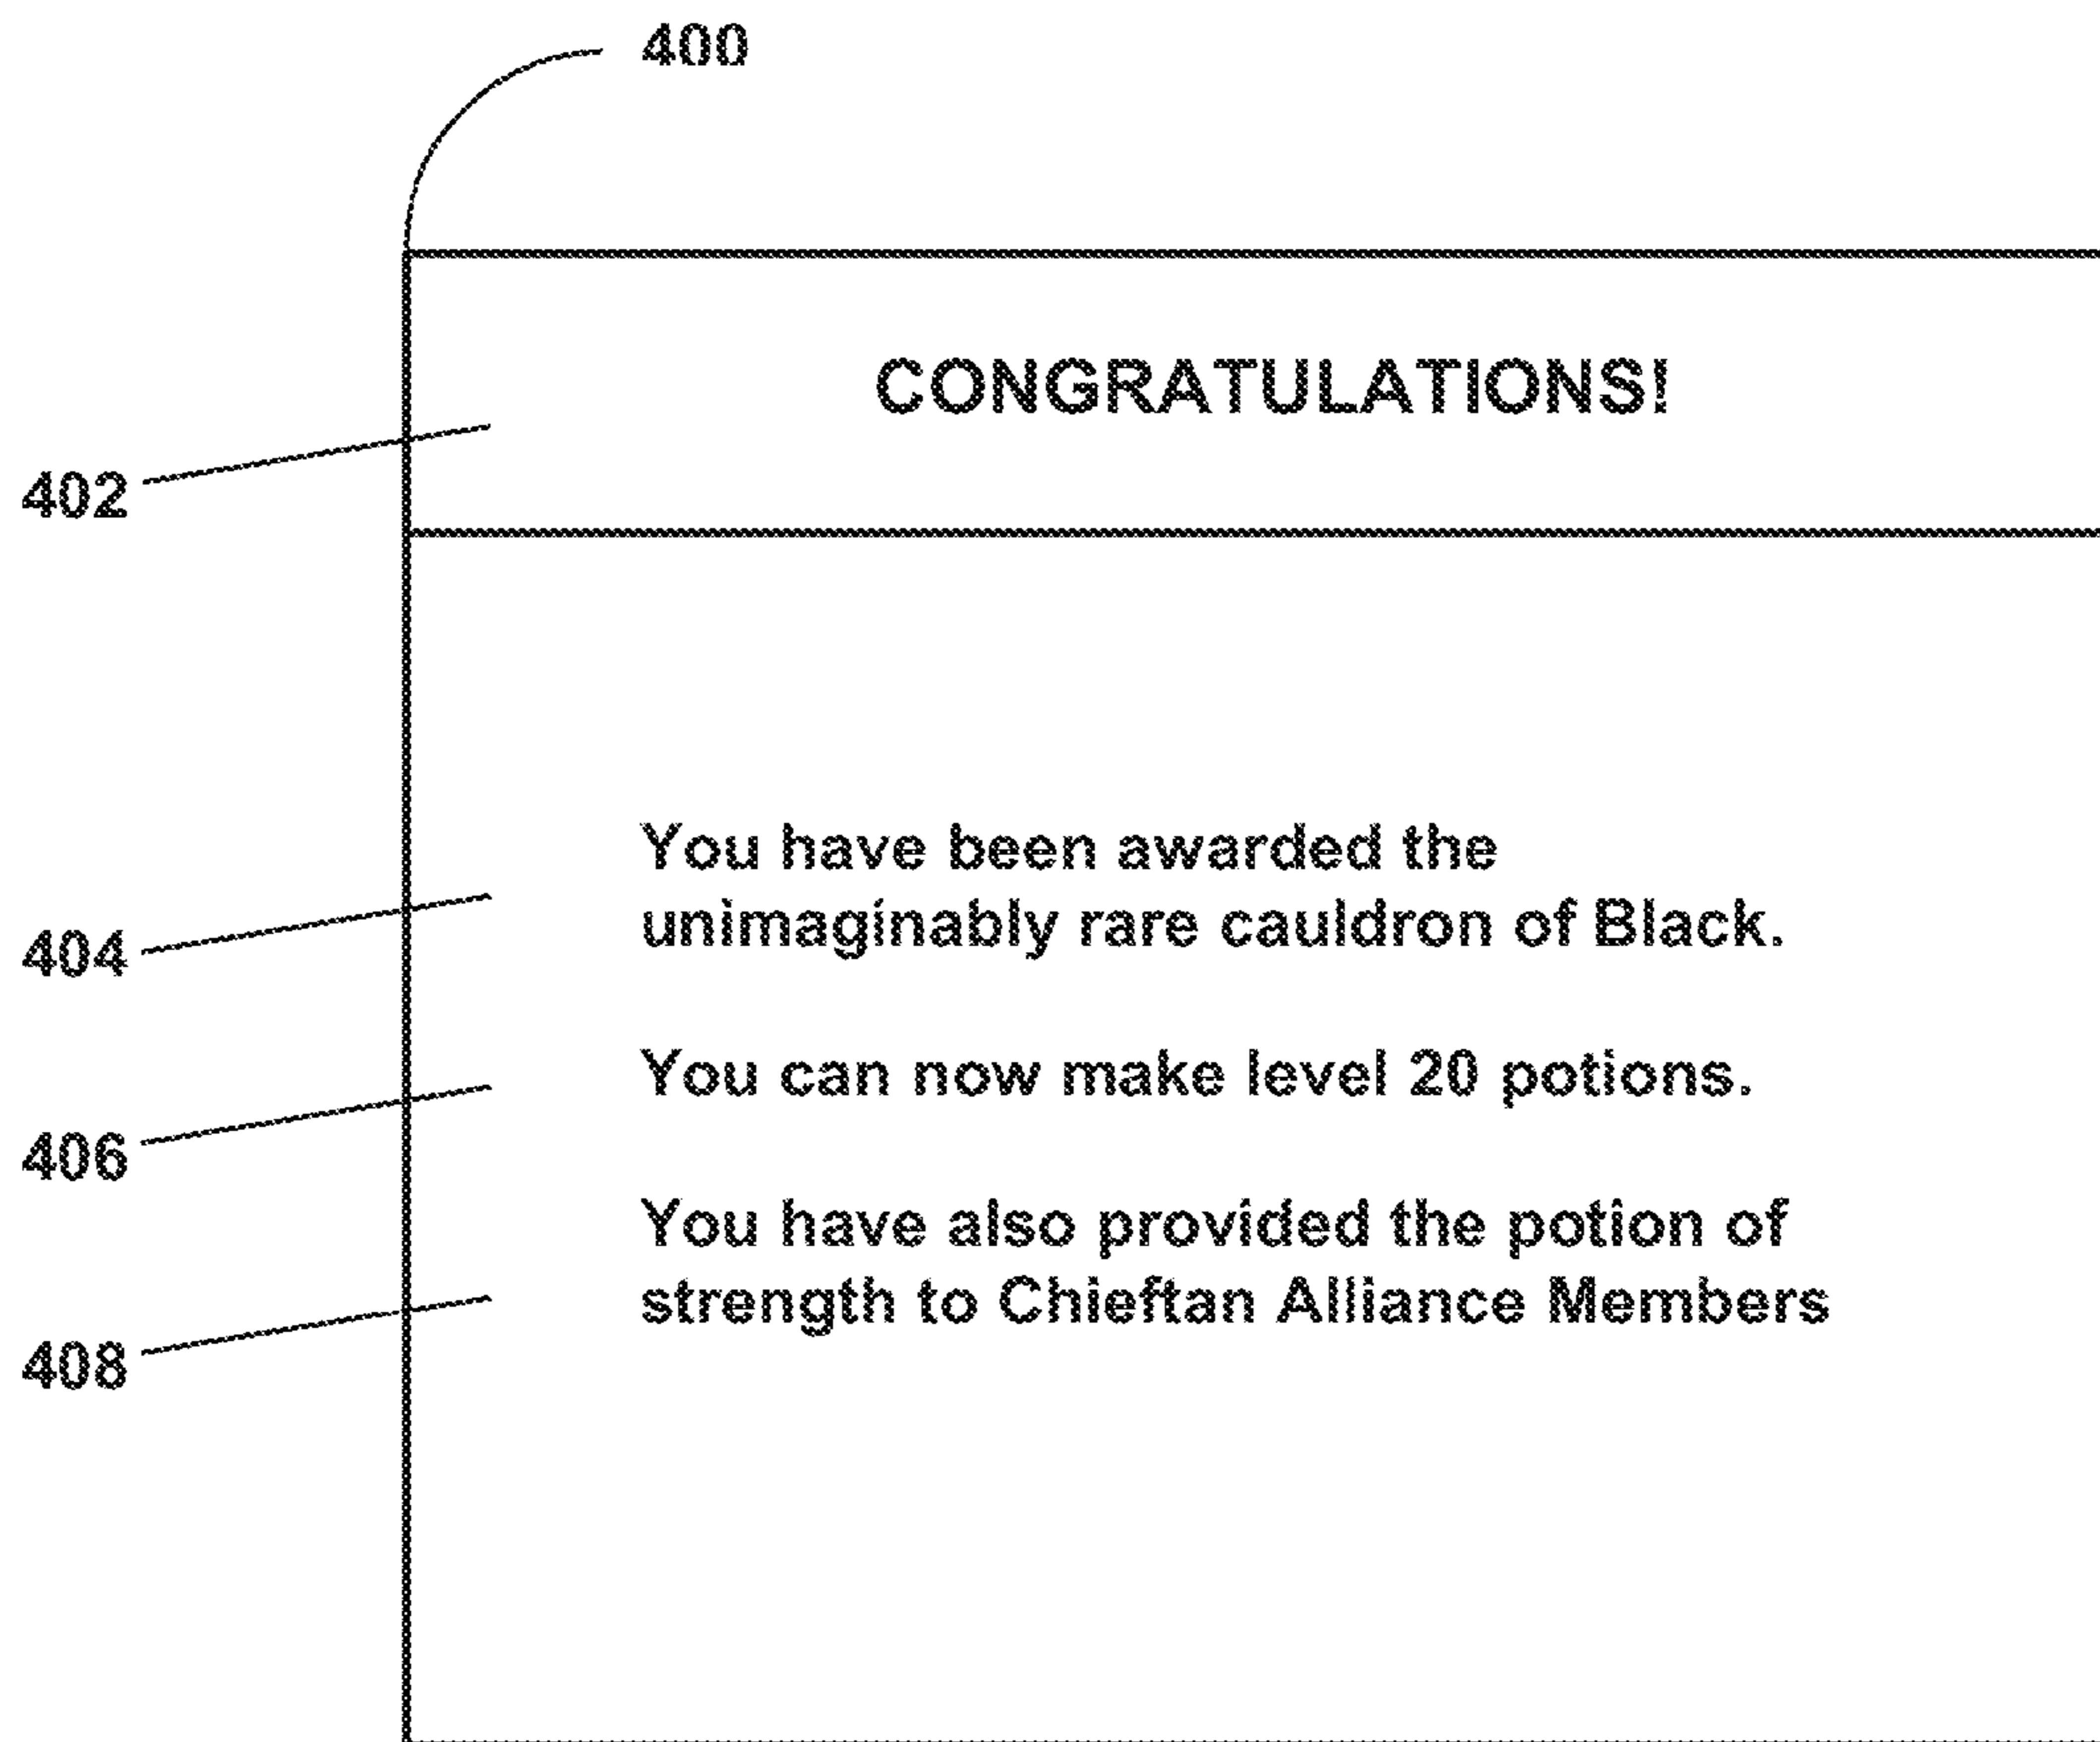 400
CONGRATULATIONS!
402
You have been awarded the
unimaginably rare cauldron of Black.
404
You can now make level 20 potions.
406
You have also provided the potion of
strength to Chieftan Alliance Members
408